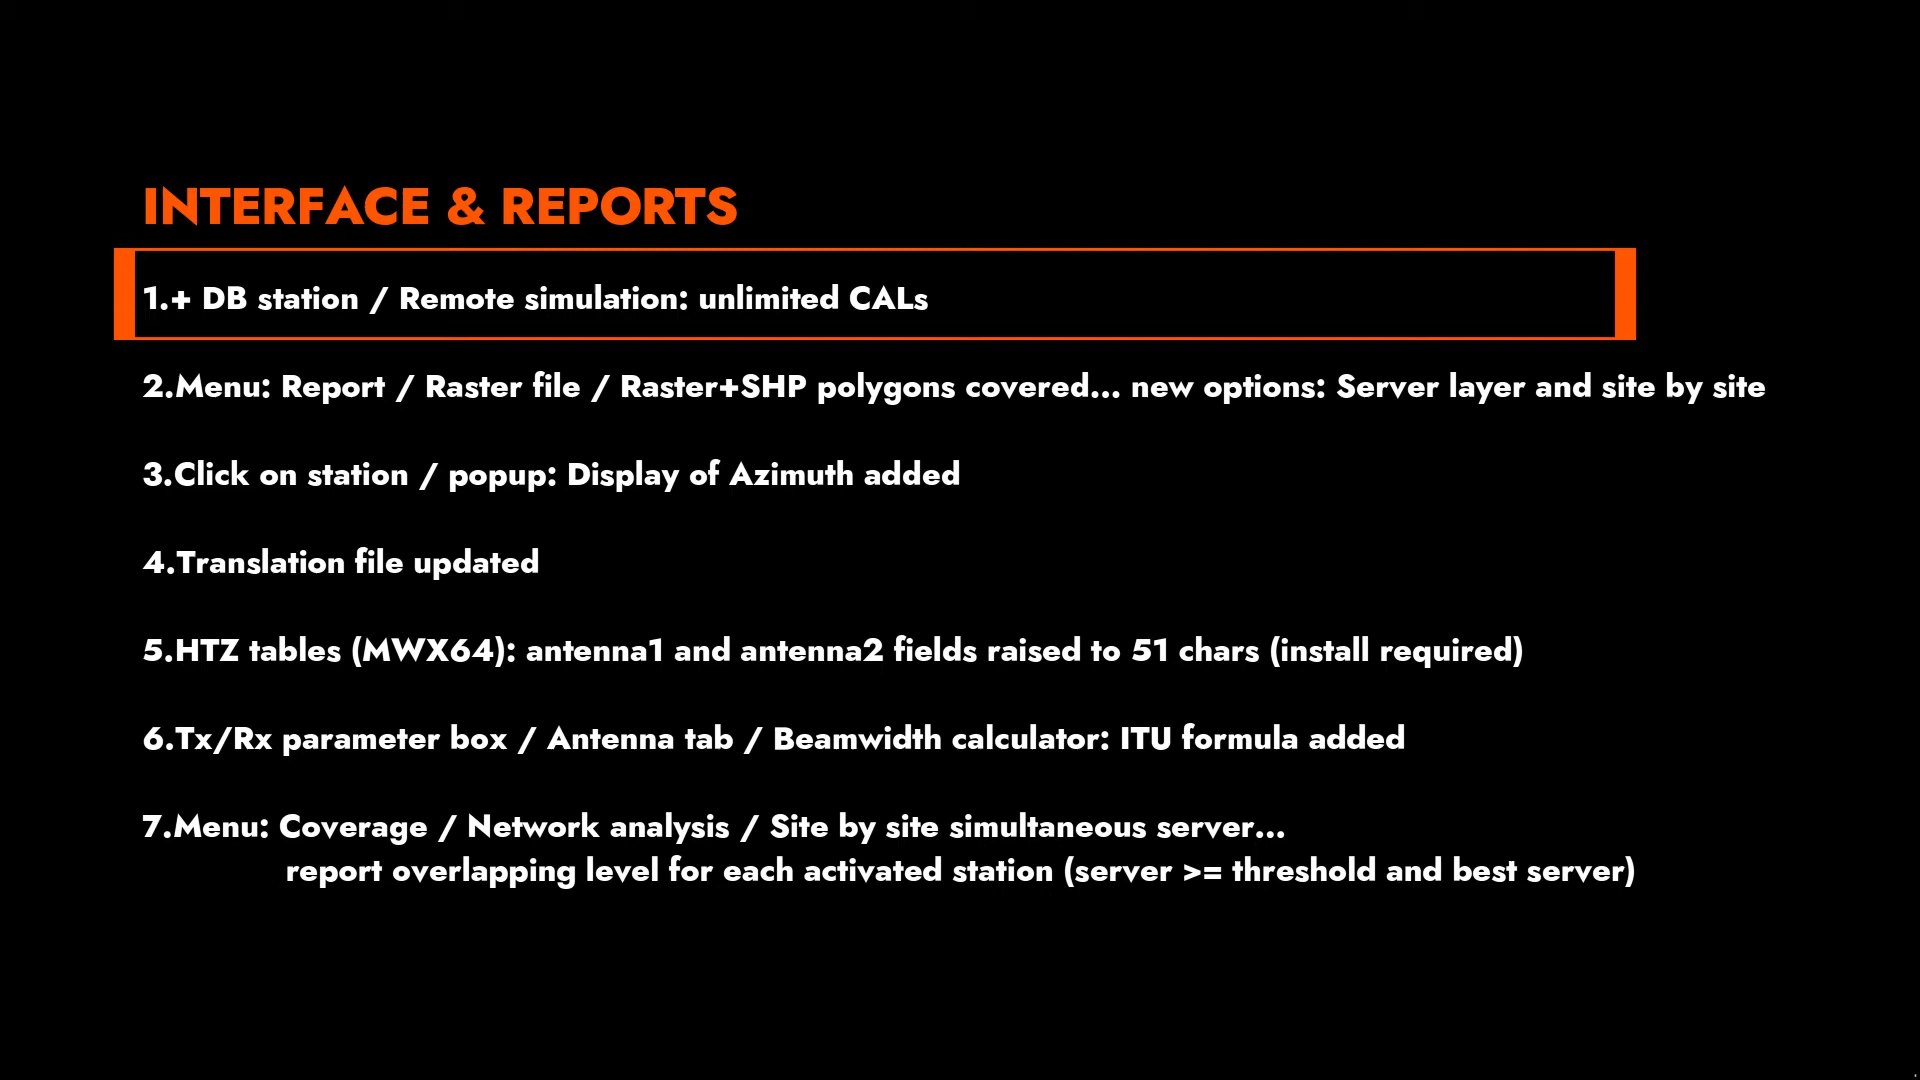 INTERFACE & REPORTS
1.+ DB station / Remote simulation: unlimited CALs
2.Menu: Report / Raster file / Raster+SHP polygons covered... new options: Server layer and site by site
3.Click on station / popup: Display of Azimuth added
4.Translation file updated
5.HTZ tables (MWX64): antenna1 and antenna2 fields raised to 51 chars (install required)
6.Tx/Rx parameter box / Antenna tab / Beamwidth calculator: ITU formula added
7.Menu: Coverage / Network analysis / Site by site simultaneous server...
report overlapping level for each activated station (server >= threshold and best server)